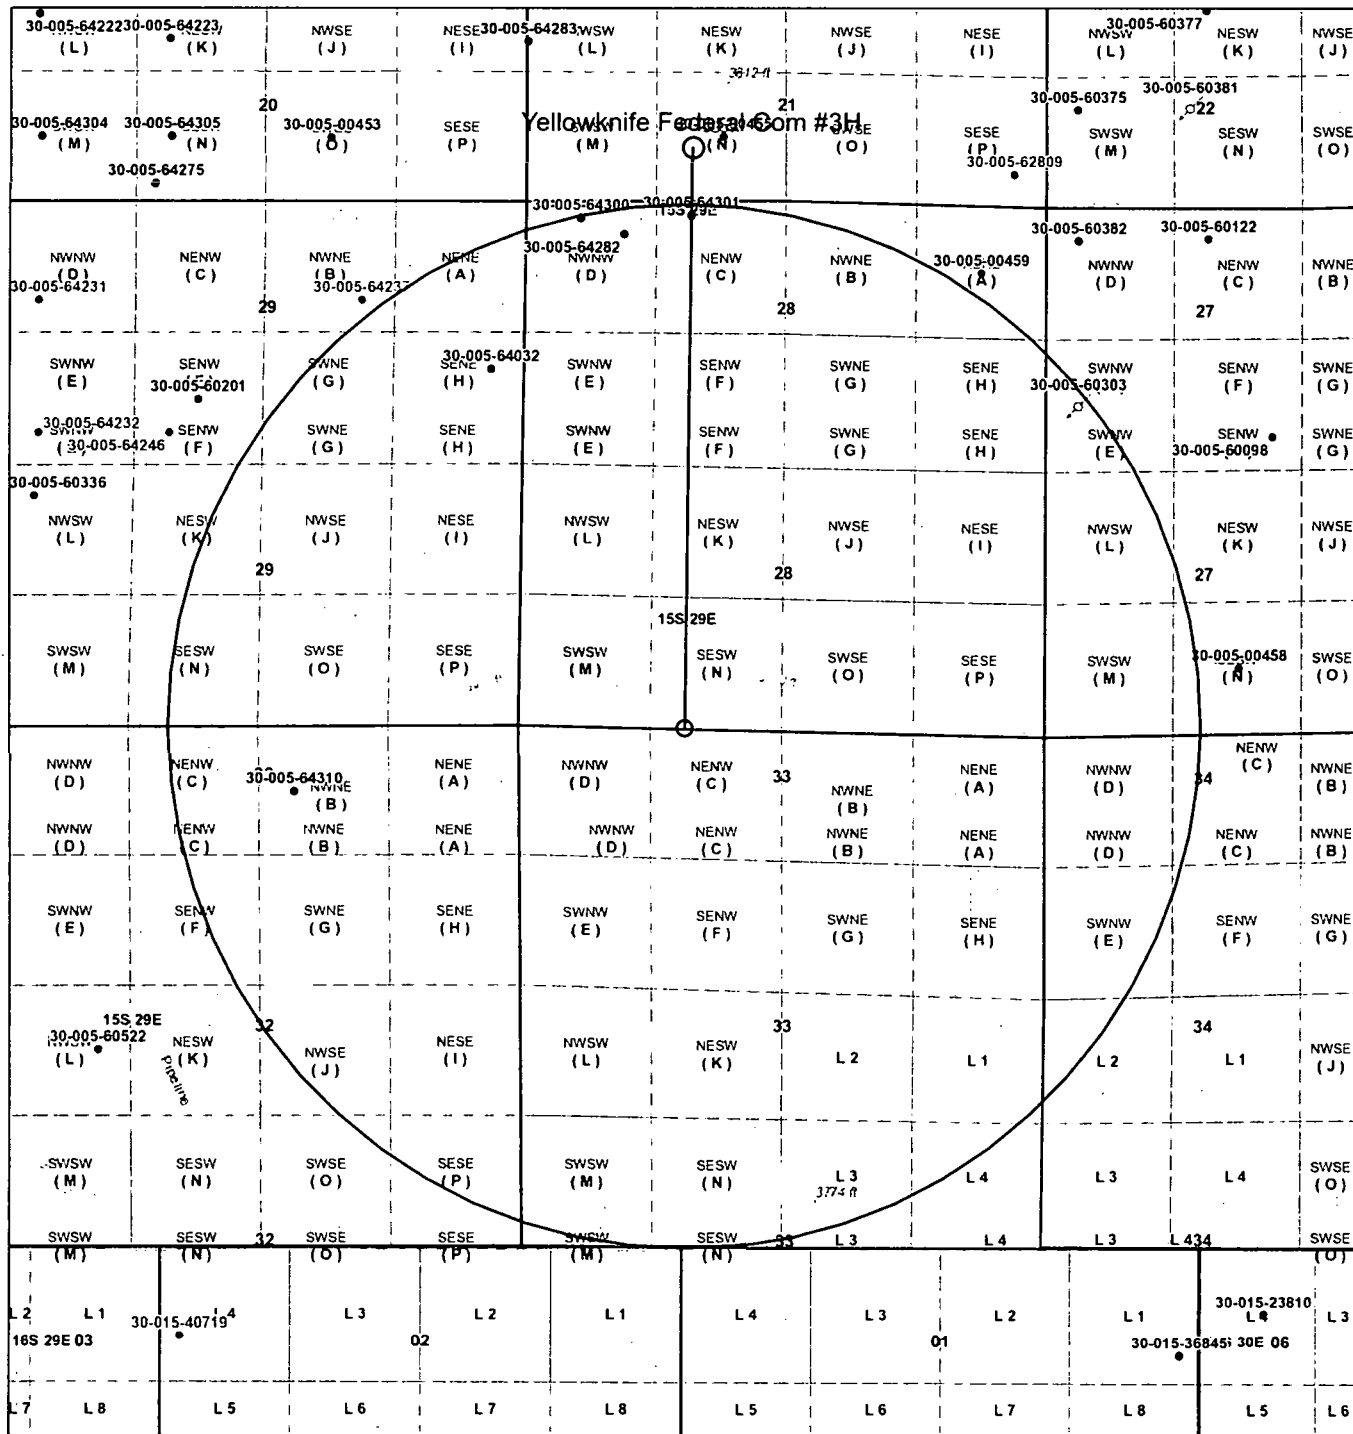 30-005-64222 30-005-64223 NWSE NESE 30-005-64283 NWSW NESW NWSE NESE 30-005-60377 NWSW NESW NWSE
(L) (K) (J) (I) (L) (K) (J) (I) (L) (K) (J)
3612 ft
20 21 30-005-60375 30-005-60381 22
30-005-64304 30-005-64305 30-005-00453 SESE Yellowknife Federal Com #3H SESE SWSW SESW SWSE
(M) (N) (O) (P) (M) (N) (O) (P) (M) (N) (O)
30-005-64275 30-005-62809
30-005-64300 30-005-64301
15S 29E
30-005-64282 30-005-60382 30-005-60122
NWNW NENW NWNE NENE NWNW NENW NWNE 30-005-00459 NWNW NENW NWNE
(D) (C) (B) (A) (D) (C) (B) (A) (D) (C) (B)
30-005-64231
29 28 27
SWNW SENW SWNE SENE 30-005-64032 SWNW SENW SWNE SENE SWNW SENW SWNE
(E) (G) (H) (E) (F) (G) (H) (F) (G)
30-005-60201 30-005-60303
30-005-64232
30-005-64246 SENW SWNE SENE SWNW SENW SWNE SENE SWNW SENW SWNE
(F) (G) (H) (E) (F) (G) (H) (E) 30-005-60098 (G)
30-005-60336
NWSW NESW NWSE NESE NWSW NESW NWSE NESE NWSW NESW NWSE
(L) (K) (J) (I) (L) (K) (J) (I) (L) (K) (J)
29 28 27
15S 29E
SWSW SESW SWSE SESE SWSW SESW SWSE SESE SWSW 30-005-00458 SWSE
(M) (N) (O) (P) (M) (N) (O) (P) (M) (N) (O)
NWNW NENW NENE NWNW NENW 33 NENE NWNW NENW NWNE
(D) (C) 30-005-64310 (A) (D) (C) (A) (D) 34 (C) (B)
NWNE NWNE
(B) (B)
NWNW NENW NWNE NENE NWNW NENW NWNE NENE NWNW NENW NWNE
(D) (C) (B) (A) (D) (C) (B) (A) (D) (C) (B)
SWNW SENW SWNE SENE SWNW SENW SWNE SENE SWNW SENW SWNE
(E) (F) (G) (H) (E) (F) (G) (H) (E) (F) (G)
15S 29E 32 33 34
30-005-60522 NESW NWSE NESE NWSW NESW L 2 L 1 L 2 L 1 NWSE
(L) (K) (J) (I) (L) (K) (J)
Pipeline
SWSW SESW SWSE SESE SWSW SESW L 3 L 4 L 3 L 4 SWSE
(M) (N) (O) (P) (M) (N) (O)
3774 ft
SWSW SESW 32 SWSE SESE SWSW SESW 33 L 3 L 4 L 3 L 4 34 SWSE
(M) (N) (O) (P) (M) (N) (O)
L 2 L 1 L 4 L 3 L 2 L 1 L 4 L 3 L 2 L 1 30-015-23810 L 3
30-015-40719
16S 29E 03 02 01 30-015-36845 30E 06
L 7 L 8 L 5 L 6 L 7 L 8 L 5 L 6 L 7 L 8 L 5 L 6